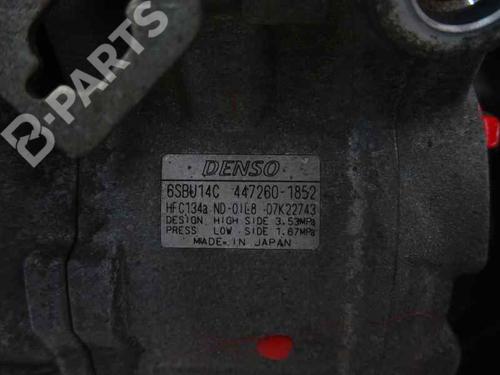 B-PARTS
DENSO
6SBU14C 447260-1852
HFC134a ND-OIL8 07K22743
DESIGN HIGH SIDE 3.53MPa
PRESS LOW SIDE 1.67MPa
MADE IN JAPAN